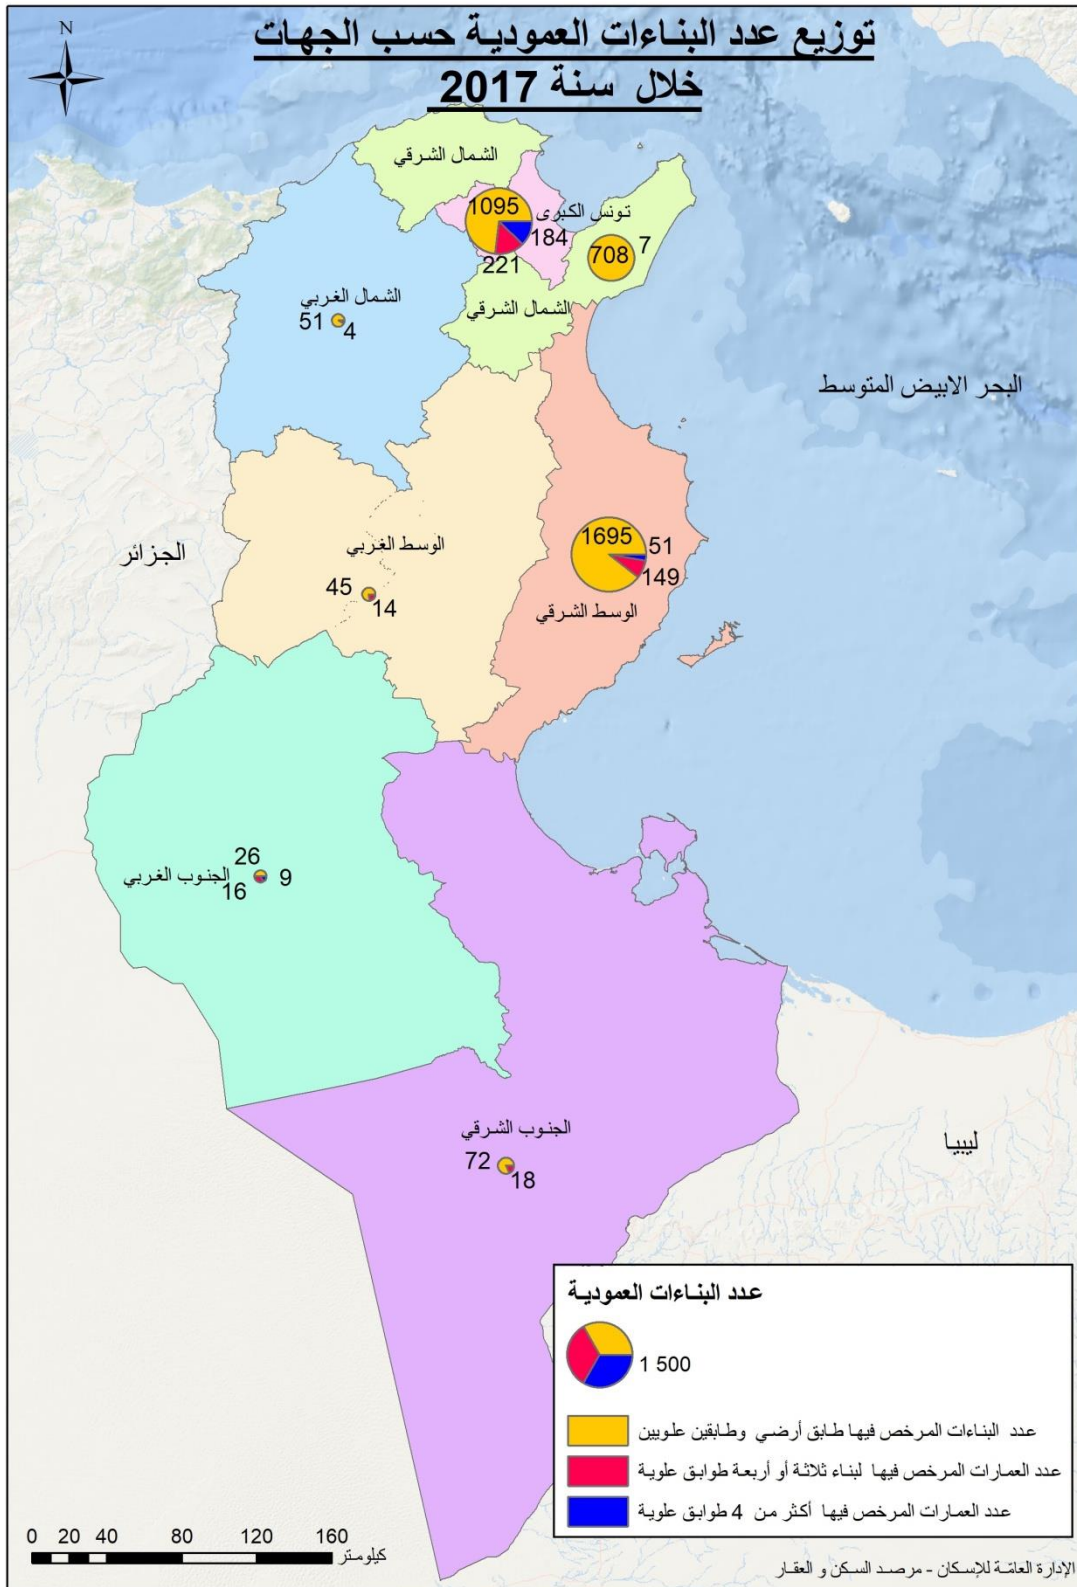 توزيع عدد البناءات العمودية حسب الجهات
خلال سنة 2017
N
الشمال الشرقي
1095
تونس الكبرى
184
221
708
7
الشمال الغربي
51
4
الشمال الشرقي
البحر الابيض المتوسط
الجزائر
الوسط الغربي
45
14
1695
51
149
الوسط الشرقي
26
الجنوب الغربي
9
16
الجنوب الشرقي
72
18
ليبيا
عدد البناءات العمودية
1 500
عدد البناءات المرخص فيها طابق أرضي وطابقين علويين
عدد العمارات المرخص فيها لبناء ثلاثة أو أربعة طوابق علوية
عدد العمارات المرخص فيها أكثر من 4 طوابق علوية
0 20 40 80 120 160
كيلومتر
الإدارة العامّة للإسكان - مرصد السكن و العقار